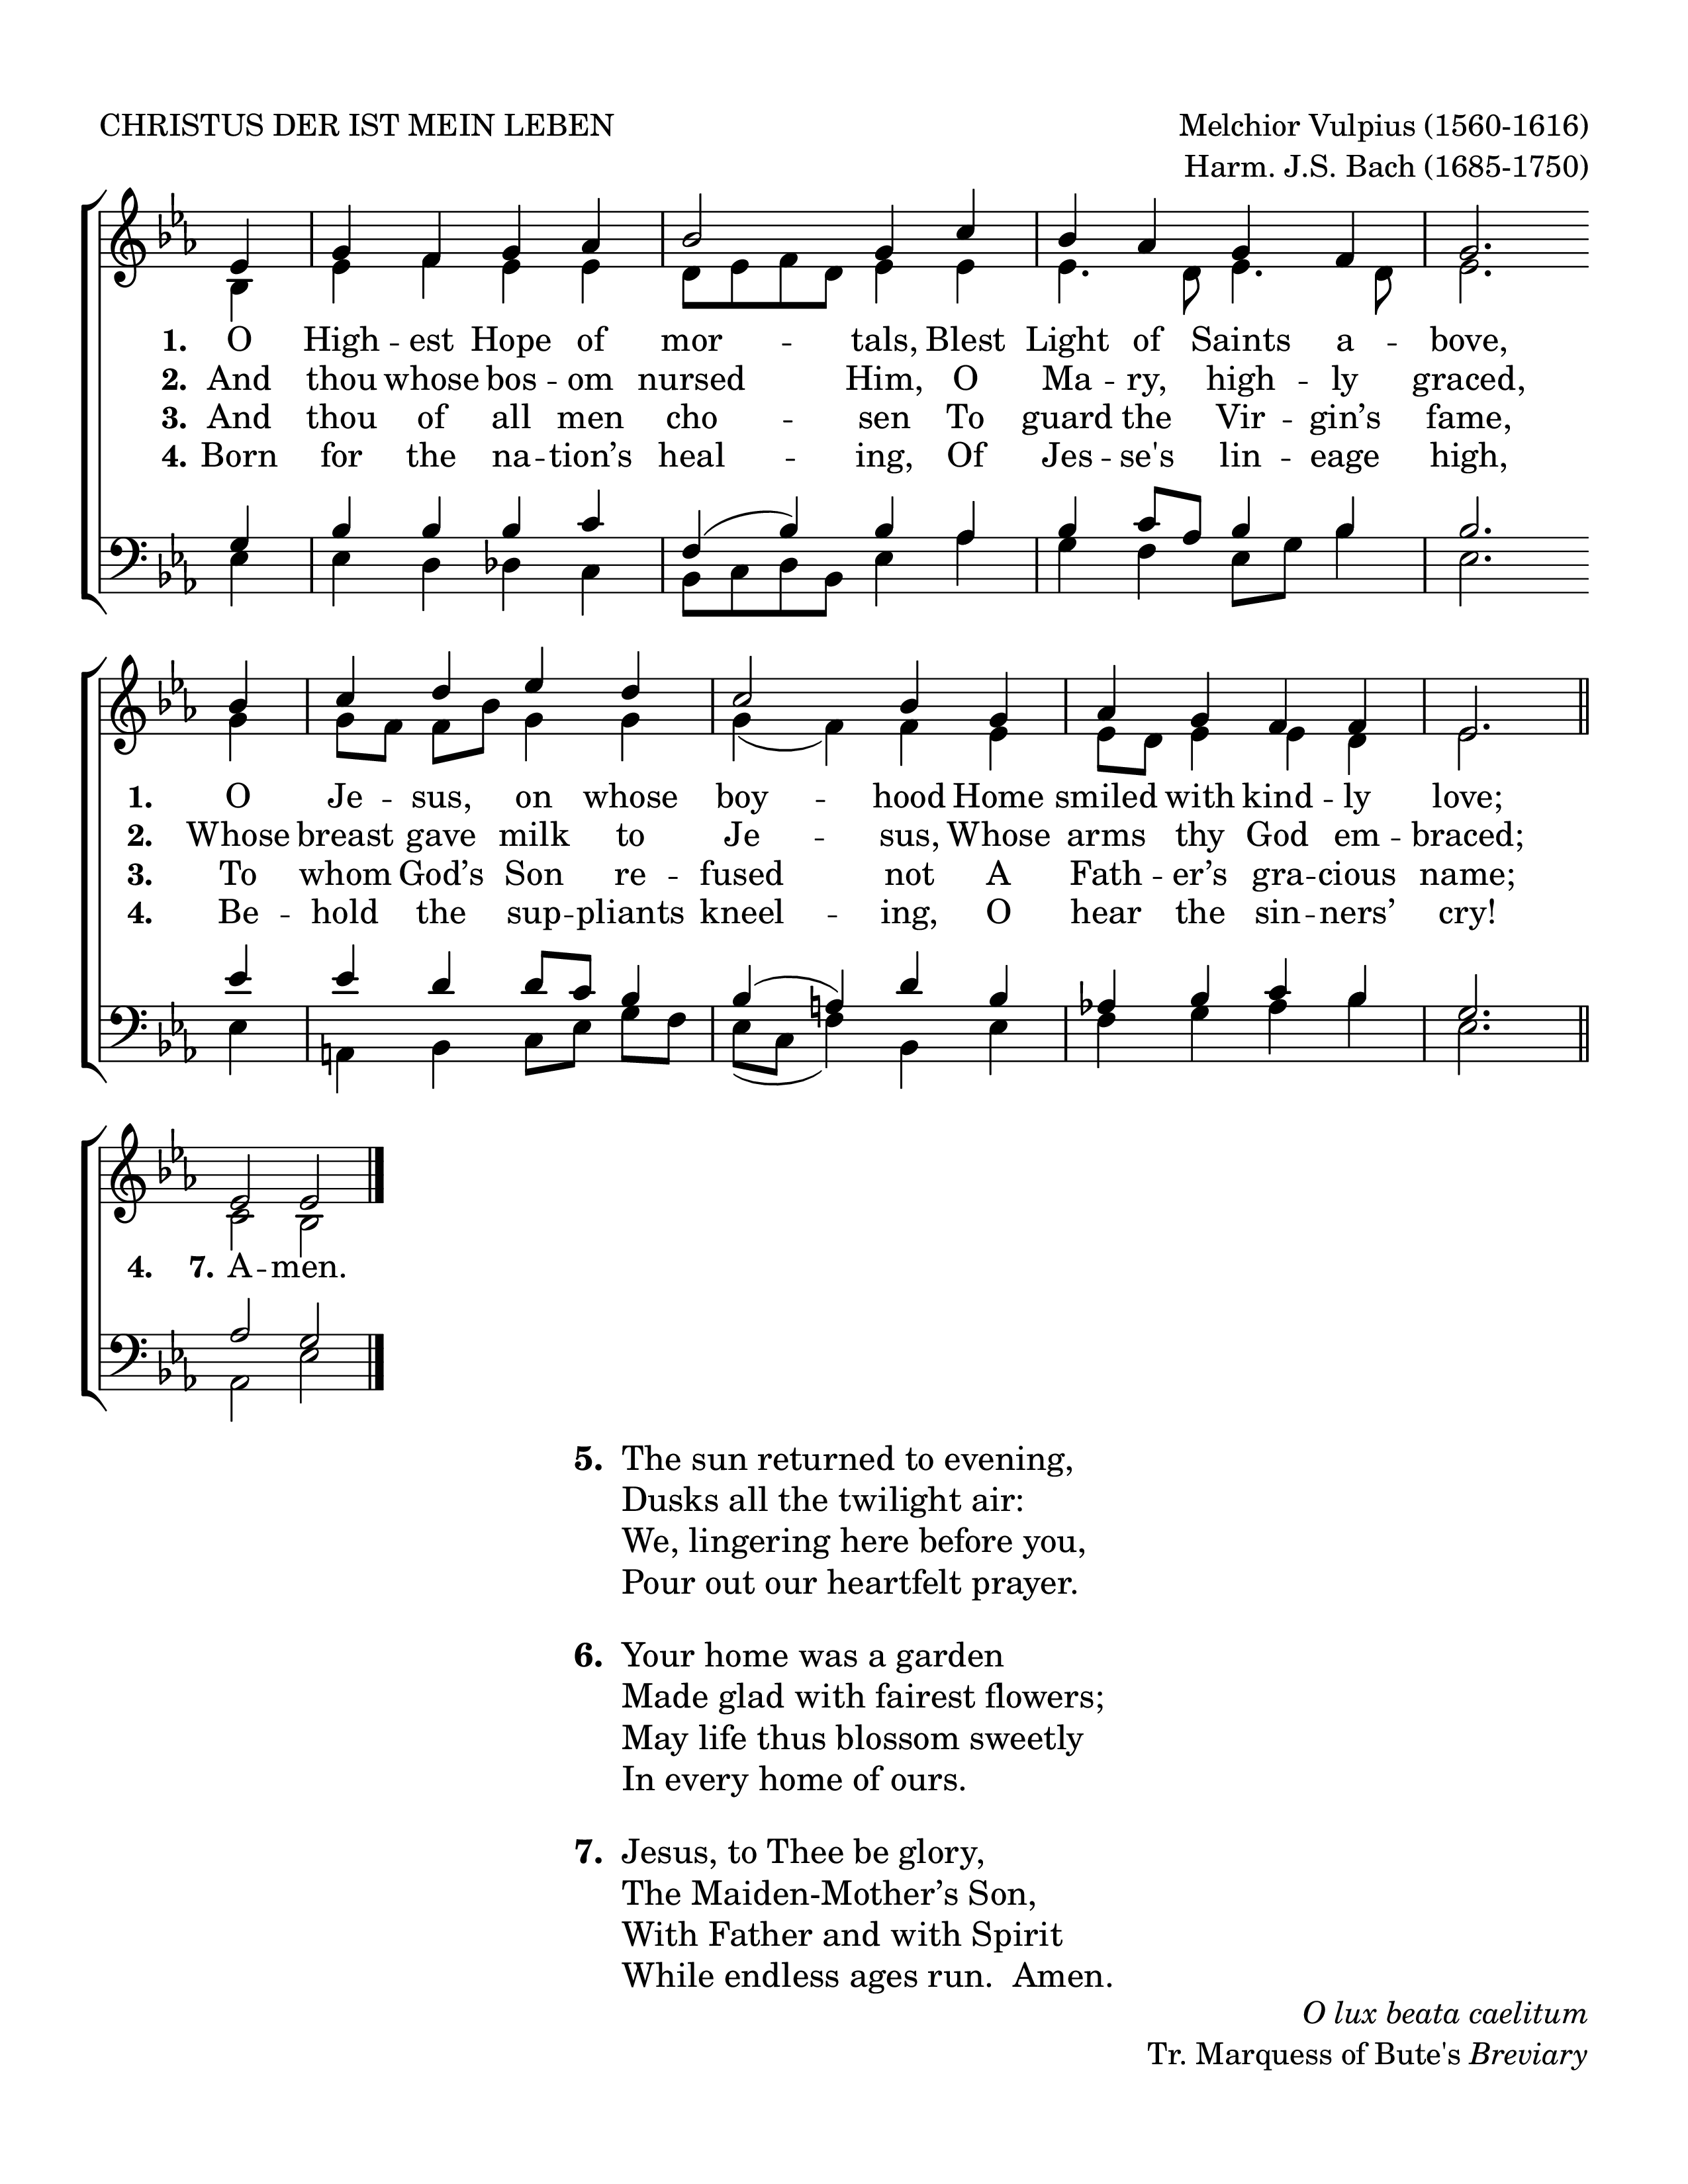 CHRISTUS DER IST MEIN LEBEN
Melchior Vulpius (1560-1616)
Harm. J.S. Bach (1685-1750)
1. O High -- est Hope of mor -- tals, Blest Light of Saints a -- bove,
2. And thou whose bos -- om nursed Him, O Ma -- ry, high -- ly graced,
3. And thou of all men cho -- sen To guard the Vir -- gin’s fame,
4. Born for the na -- tion’s heal -- ing, Of Jes -- se's lin -- eage high,
1. O Je -- sus, on whose boy -- hood Home smiled with kind -- ly love;
2. Whose breast gave milk to Je -- sus, Whose arms thy God em -- braced;
3. To whom God’s Son re -- fused not A Fath -- er’s gra -- cious name;
4. Be -- hold the sup -- pliants kneel -- ing, O hear the sin -- ners’ cry!
4. 7. A -- men.
5. The sun returned to evening,
Dusks all the twilight air:
We, lingering here before you,
Pour out our heartfelt prayer.
6. Your home was a garden
Made glad with fairest flowers;
May life thus blossom sweetly
In every home of ours.
7. Jesus, to Thee be glory,
The Maiden-Mother’s Son,
With Father and with Spirit
While endless ages run. Amen.
O lux beata caelitum
Tr. Marquess of Bute's Breviary